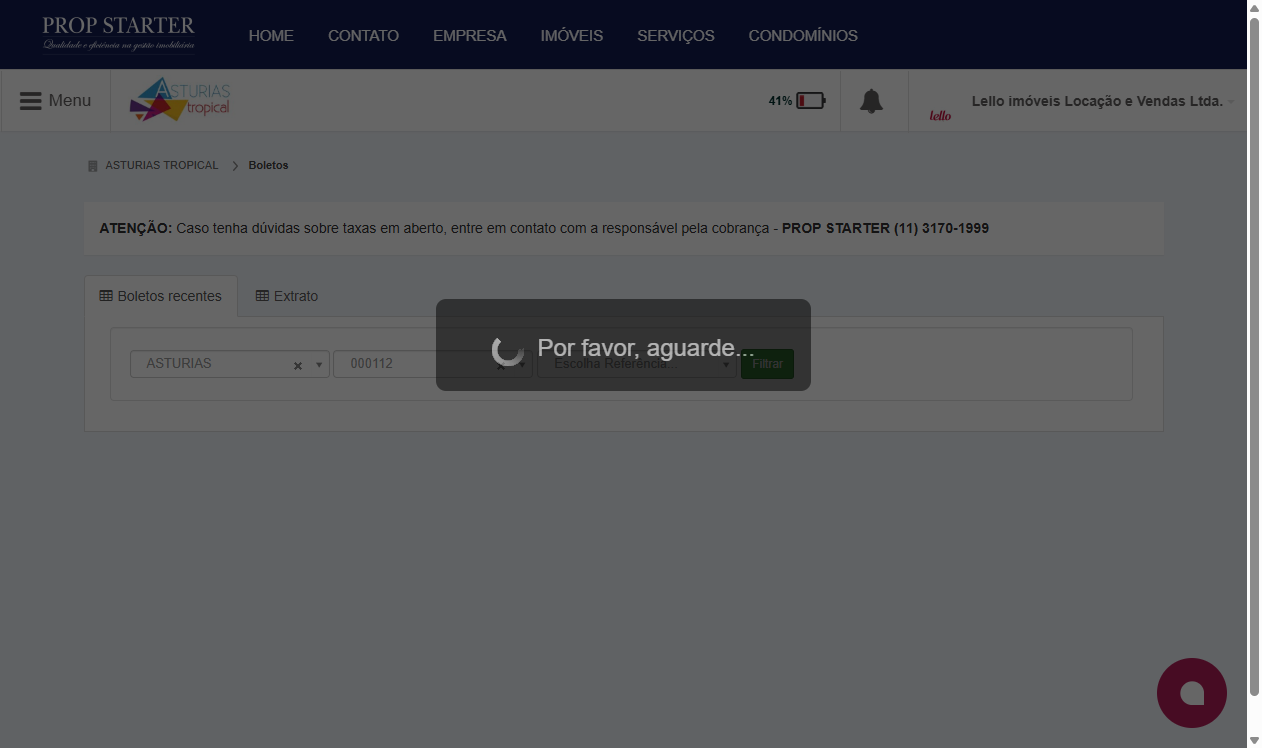 PROP STARTER
Qualidade e eficiência na gestão imobiliária
HOME CONTATO EMPRESA IMÓVEIS SERVIÇOS CONDOMÍNIOS
Menu
ASTURIAS
tropical
41%
lello
Lello imóveis Locação e Vendas Ltda.
ASTURIAS TROPICAL
Boletos
ATENÇÃO: Caso tenha dúvidas sobre taxas em aberto, entre em contato com a responsável pela cobrança - PROP STARTER (11) 3170-1999
Boletos recentes
Extrato
Por favor, aguarde...
ASTURIAS
000112
Escolha Referência...
Filtrar